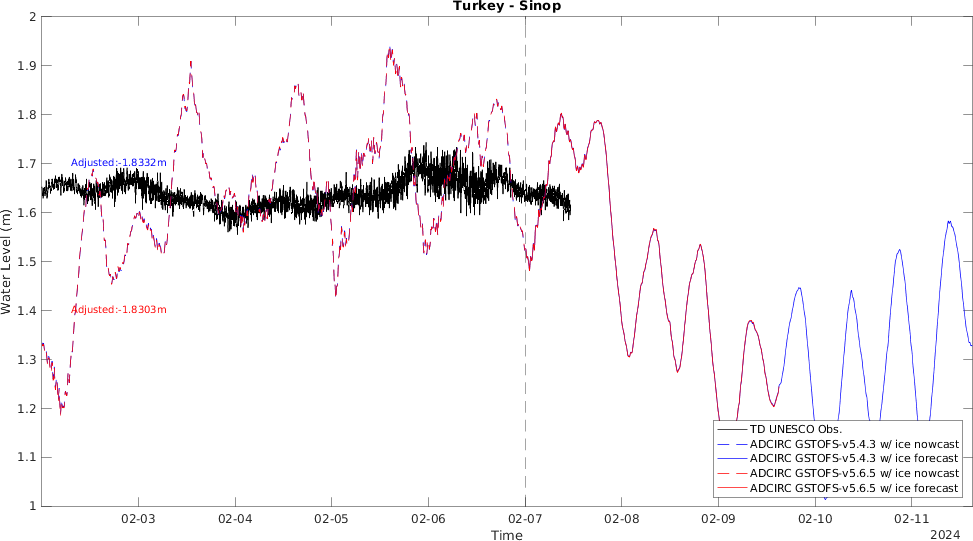 Turkey - Sinop
2
1.9
1.8
1.7
1.6
1.5
1.4
1.3
1.2
1.1
1
Water Level (m)
Adjusted:-1.8332m
Adjusted:-1.8303m
TD UNESCO Obs.
ADCIRC GSTOFS-v5.4.3 w/ ice nowcast
ADCIRC GSTOFS-v5.4.3 w/ ice forecast
ADCIRC GSTOFS-v5.6.5 w/ ice nowcast
ADCIRC GSTOFS-v5.6.5 w/ ice forecast
02-03 02-04 02-05 02-06 02-07 02-08 02-09 02-10 02-11
Time
2024